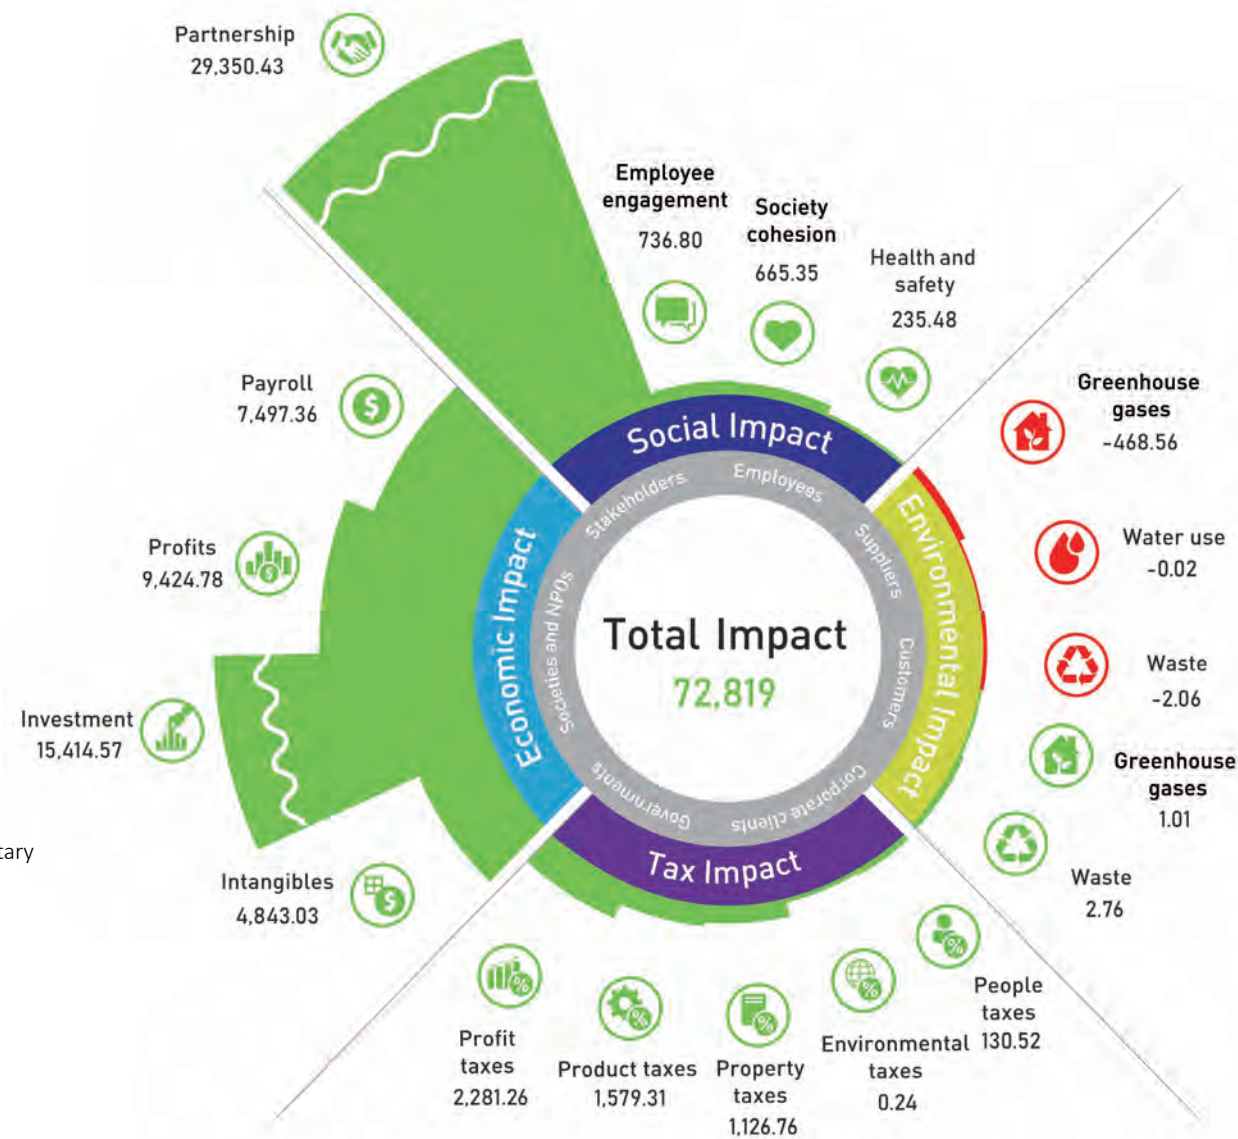 Partnership
29,350.43
Employee
engagement
736.80
Society
cohesion
665.35
Health and
safety
235.48
Greenhouse
gases
-468.56
Water use
-0.02
Waste
-2.06
Greenhouse
gases
1.01
Waste
2.76
People
taxes
130.52
Environmental
taxes
0.24
Property
taxes
1,126.76
Product taxes
1,579.31
Profit
taxes
2,281.26
Intangibles
4,843.03
tary
Investment
15,414.57
Profits
9,424.78
Payroll
7,497.36
Social Impact
Environmental Impact
Tax Impact
Economic Impact
Stakeholders
Employees
Suppliers
Customers
Corporate clients
Governments
Societies and NPOs
Total Impact
72,819